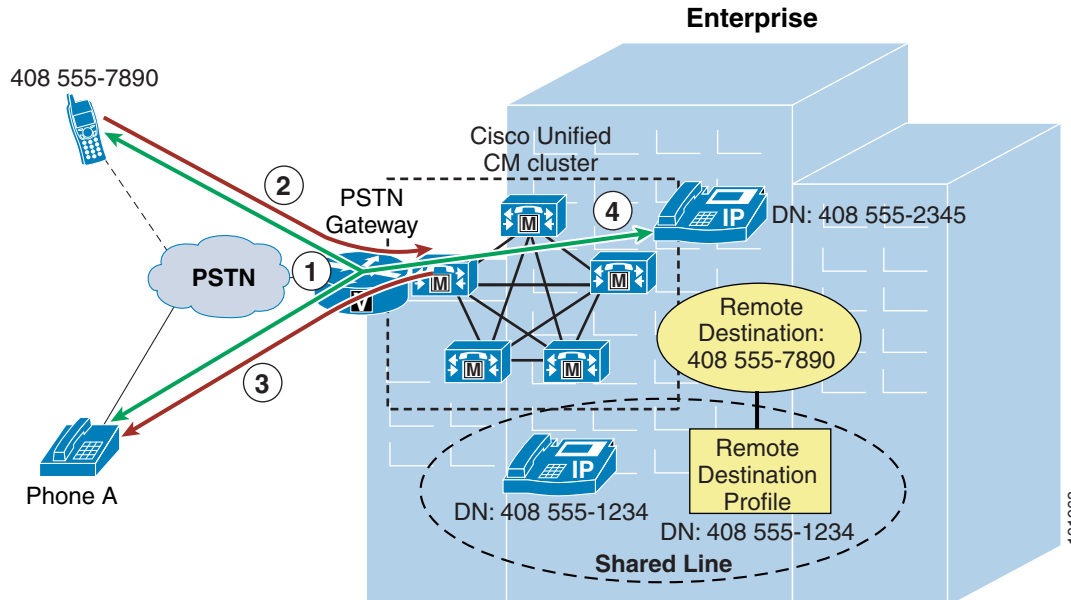 Enterprise
408 555-7890
Cisco Unified
CM cluster
2
PSTN
Gateway
4
M
IP
DN: 408 555-2345
PSTN
1
M
M
V
Remote
Destination:
408 555-7890
M
M
3
Phone A
IP
DN: 408 555-1234
Remote
Destination
Profile
DN: 408 555-1234
Shared Line